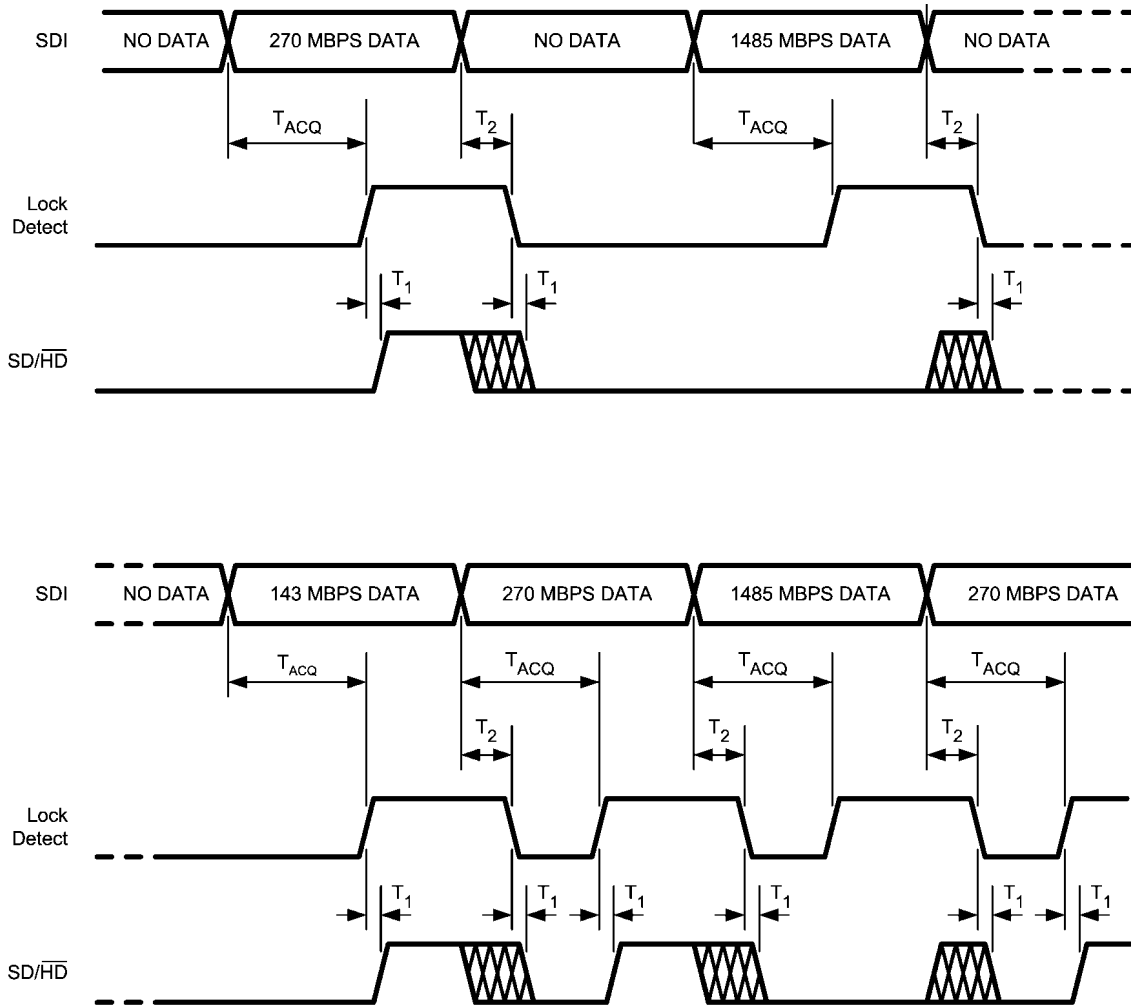 SDI NO DATA 270 MBPS DATA NO DATA 1485 MBPS DATA NO DATA
TACQ T2 TACQ T2
Lock
Detect
T1 T1 T1
SD/H̅D̅
SDI NO DATA 143 MBPS DATA 270 MBPS DATA 1485 MBPS DATA 270 MBPS DATA
TACQ TACQ TACQ TACQ
T2 T2 T2
Lock
Detect
T1 T1 T1 T1 T1 T1
SD/H̅D̅